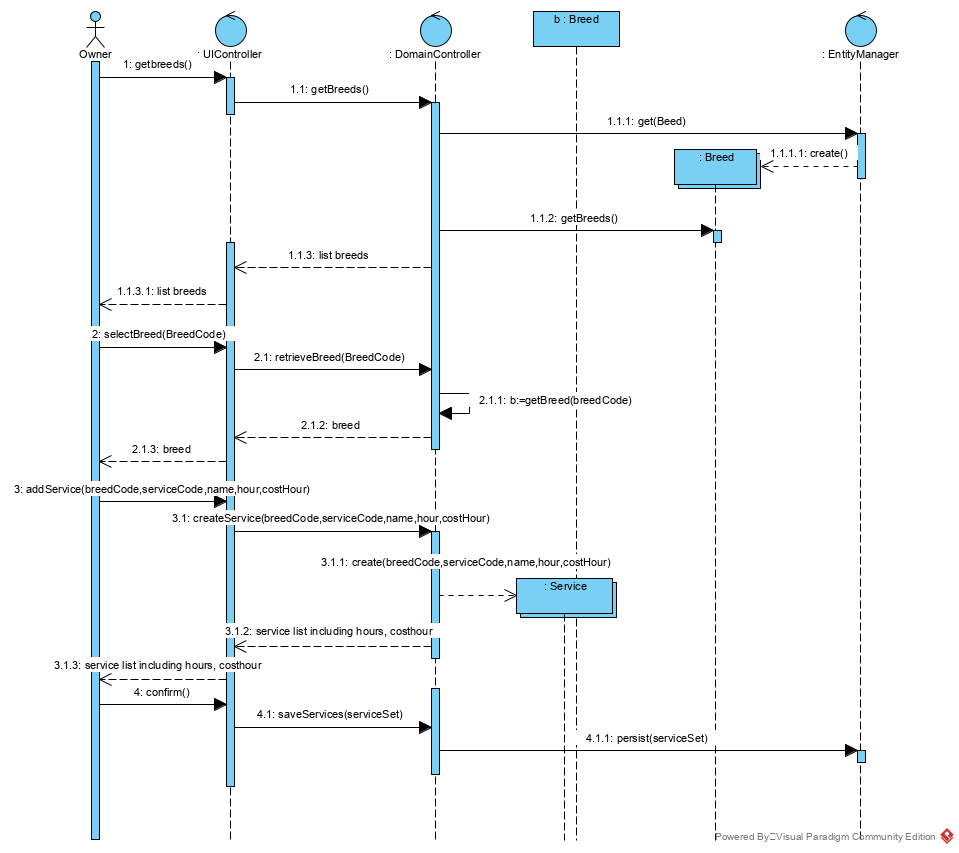 b : Breed
Owner
: UIController
: DomainController
: EntityManager
1: getbreeds()
1.1: getBreeds()
1.1.1: get(Beed)
: Breed
1.1.1.1: create()
1.1.2: getBreeds()
1.1.3: list breeds
1.1.3.1: list breeds
2: selectBreed(BreedCode)
2.1: retrieveBreed(BreedCode)
2.1.1: b:=getBreed(breedCode)
2.1.2: breed
2.1.3: breed
3: addService(breedCode,serviceCode,name,hour,costHour)
3.1: createService(breedCode,serviceCode,name,hour,costHour)
3.1.1: create(breedCode,serviceCode,name,hour,costHour)
: Service
3.1.2: service list including hours, costhour
3.1.3: service list including hours, costhour
4: confirm()
4.1: saveServices(serviceSet)
4.1.1: persist(serviceSet)
Powered By Visual Paradigm Community Edition